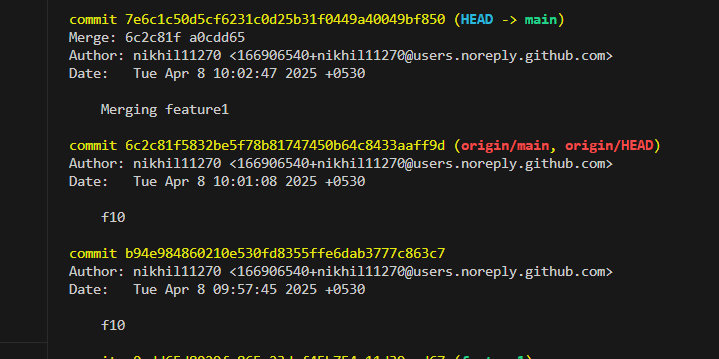 commit 7e6c1c50d5cf6231c0d25b31f0449a40049bf850 (HEAD -> main)
Merge: 6c2c81f a0cdd65
Author: nikhil11270 <166906540+nikhil11270@users.noreply.github.com>
Date:   Tue Apr 8 10:02:47 2025 +0530
Merging feature1
commit 6c2c81f5832be5f78b81747450b64c8433aaff9d (origin/main, origin/HEAD)
Author: nikhil11270 <166906540+nikhil11270@users.noreply.github.com>
Date:   Tue Apr 8 10:01:08 2025 +0530
f10
commit b94e984860210e530fd8355ffe6dab3777c863c7
Author: nikhil11270 <166906540+nikhil11270@users.noreply.github.com>
Date:   Tue Apr 8 09:57:45 2025 +0530
f10